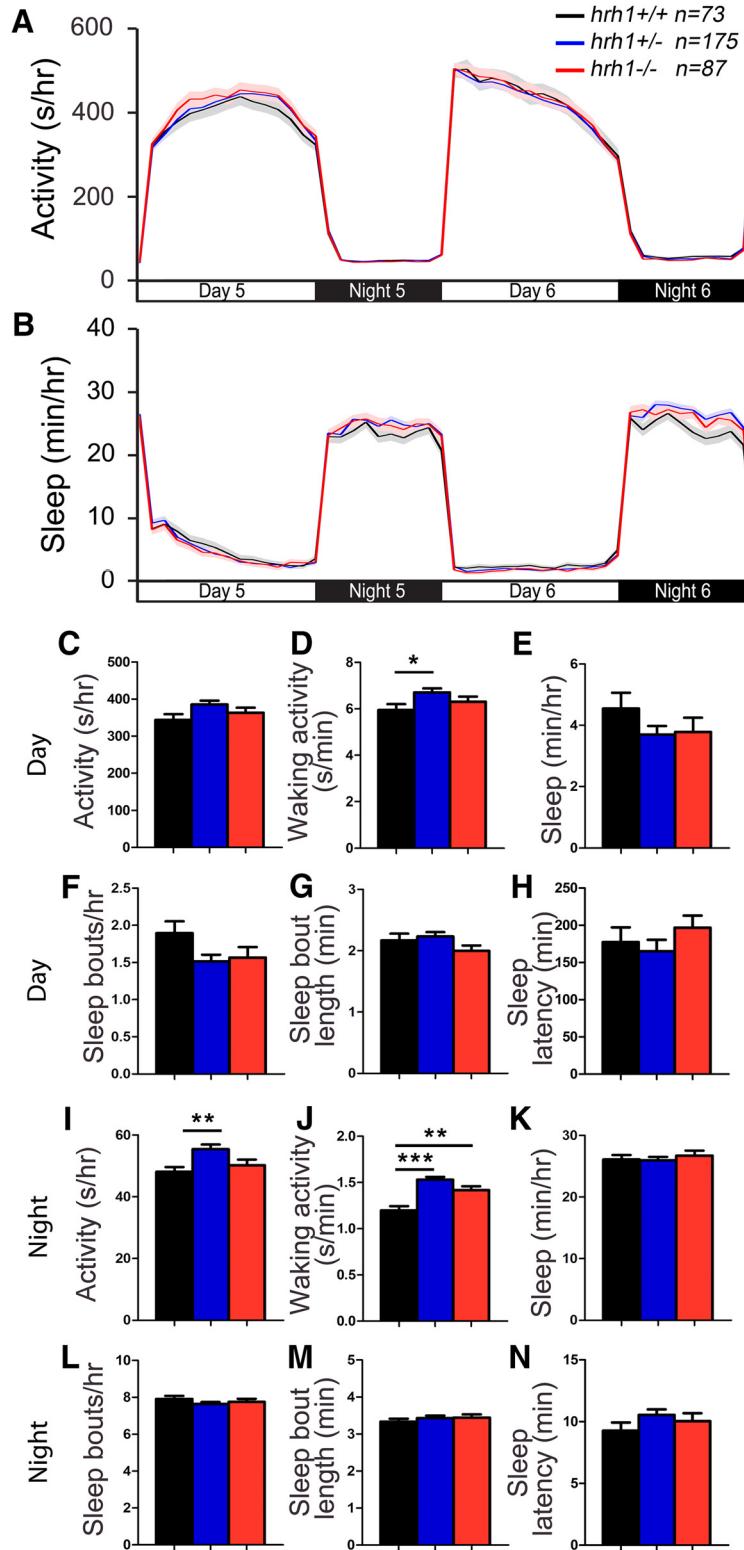 A
600
400
200
0
Activity (s/hr)
hrh1+/+ n=73
hrh1+/- n=175
hrh1-/- n=87
Day 5
Night 5
Day 6
Night 6
B
40
30
20
10
0
Sleep (min/hr)
Day 5
Night 5
Day 6
Night 6
Day
C
500
400
300
200
100
0
Activity (s/hr)
D
*
8
6
4
2
0
Waking activity
(s/min)
E
6
4
2
0
Sleep (min/hr)
Day
F
2.5
2.0
1.5
1.0
0.5
0.0
Sleep bouts/hr
G
3
2
1
0
Sleep bout
length (min)
H
250
200
150
100
50
0
Sleep
latency (min)
Night
I
**
60
40
20
0
Activity (s/hr)
J
**
***
2.0
1.5
1.0
0.5
0.0
Waking activity
(s/min)
K
30
20
10
0
Sleep (min/hr)
Night
L
10
8
6
4
2
0
Sleep bouts/hr
M
5
4
3
2
1
0
Sleep bout
length (min)
N
15
10
5
0
Sleep
latency (min)